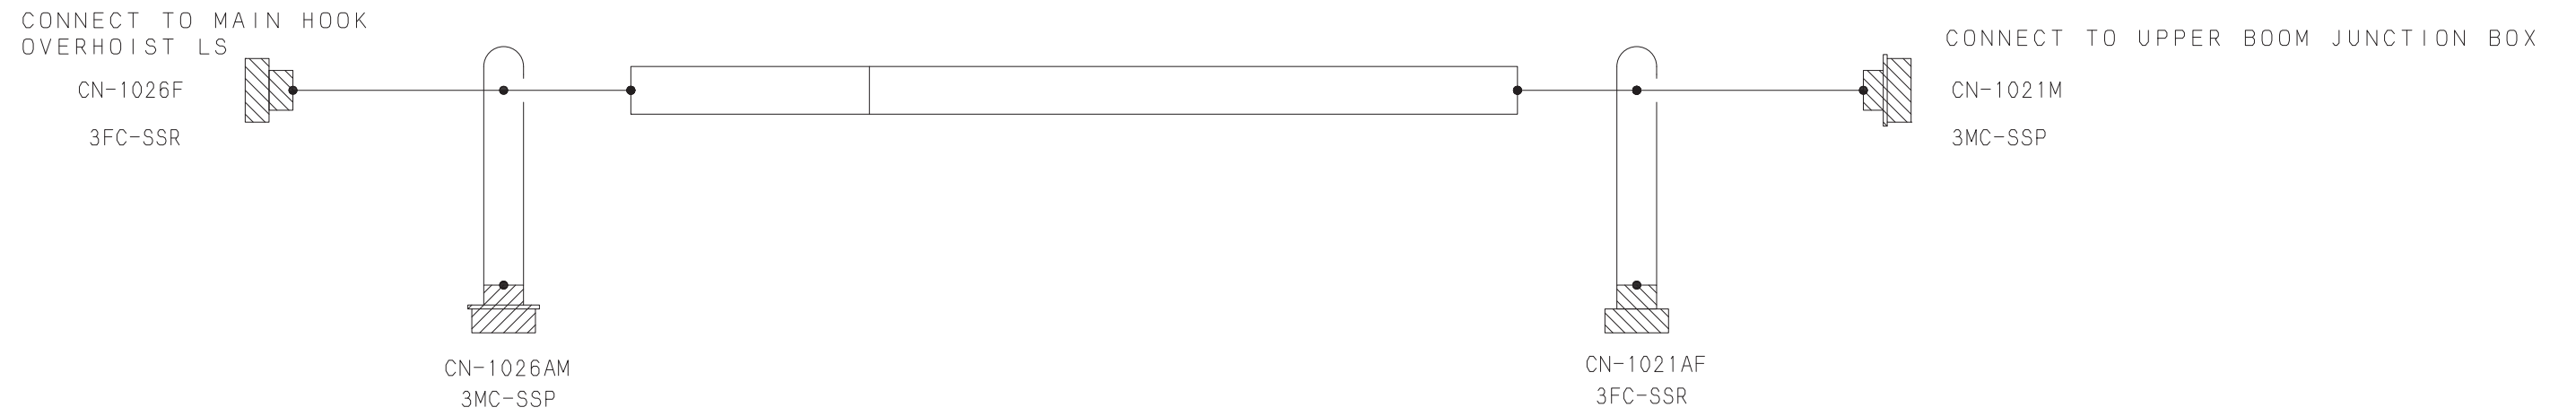 CONNECT TO MAIN HOOK
OVERHOIST LS
CN-1026F
3FC-SSR
CN-1026AM
3MC-SSP
CONNECT TO UPPER BOOM JUNCTION BOX
CN-1021M
3MC-SSP
CN-1021AF
3FC-SSR